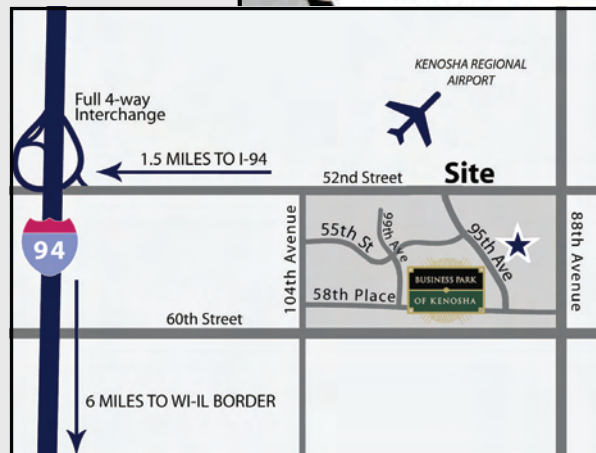 KENOSHA REGIONAL
AIRPORT
Full 4-way
Interchange
1.5 MILES TO I-94
52nd Street
Site
94
104th Avenue
55th St
99th Ave
95th Ave
88th Avenue
BUSINESS PARK
OF KENOSHA
58th Place
60th Street
6 MILES TO WI-IL BORDER